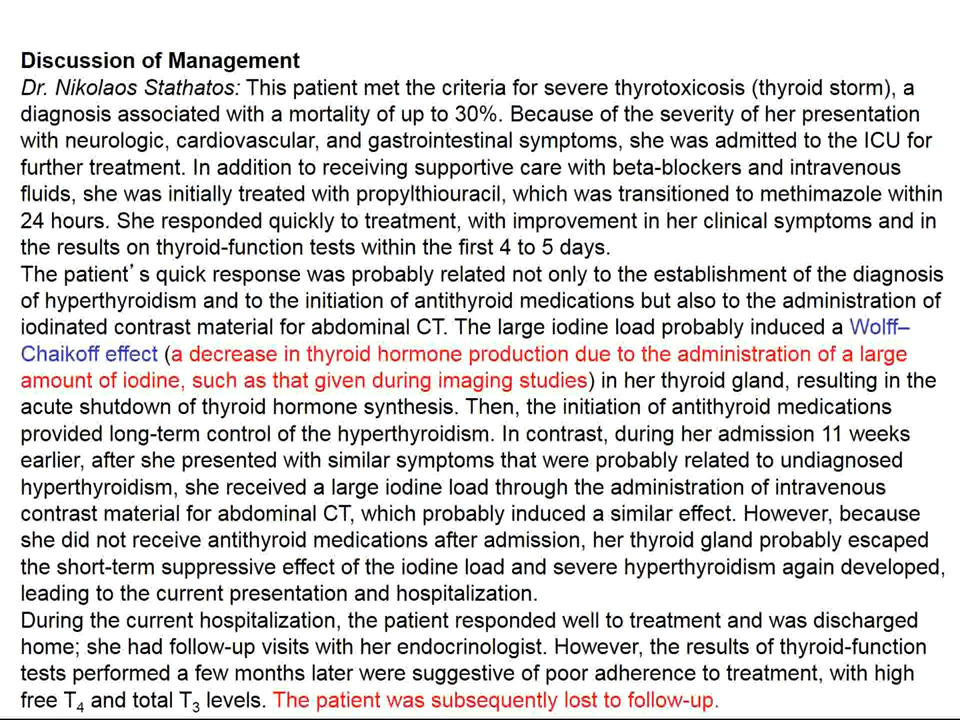 Discussion of Management
Dr. Nikolaos Stathatos: This patient met the criteria for severe thyrotoxicosis (thyroid storm), a
diagnosis associated with a mortality of up to 30%. Because of the severity of her presentation
with neurologic, cardiovascular, and gastrointestinal symptoms, she was admitted to the ICU for
further treatment. In addition to receiving supportive care with beta-blockers and intravenous
fluids, she was initially treated with propylthiouracil, which was transitioned to methimazole within
24 hours. She responded quickly to treatment, with improvement in her clinical symptoms and in
the results on thyroid-function tests within the first 4 to 5 days.
The patient’s quick response was probably related not only to the establishment of the diagnosis
of hyperthyroidism and to the initiation of antithyroid medications but also to the administration of
iodinated contrast material for abdominal CT. The large iodine load probably induced a Wolff–
Chaikoff effect (a decrease in thyroid hormone production due to the administration of a large
amount of iodine, such as that given during imaging studies) in her thyroid gland, resulting in the
acute shutdown of thyroid hormone synthesis. Then, the initiation of antithyroid medications
provided long-term control of the hyperthyroidism. In contrast, during her admission 11 weeks
earlier, after she presented with similar symptoms that were probably related to undiagnosed
hyperthyroidism, she received a large iodine load through the administration of intravenous
contrast material for abdominal CT, which probably induced a similar effect. However, because
she did not receive antithyroid medications after admission, her thyroid gland probably escaped
the short-term suppressive effect of the iodine load and severe hyperthyroidism again developed,
leading to the current presentation and hospitalization.
During the current hospitalization, the patient responded well to treatment and was discharged
home; she had follow-up visits with her endocrinologist. However, the results of thyroid-function
tests performed a few months later were suggestive of poor adherence to treatment, with high
free T4 and total T3 levels. The patient was subsequently lost to follow-up.